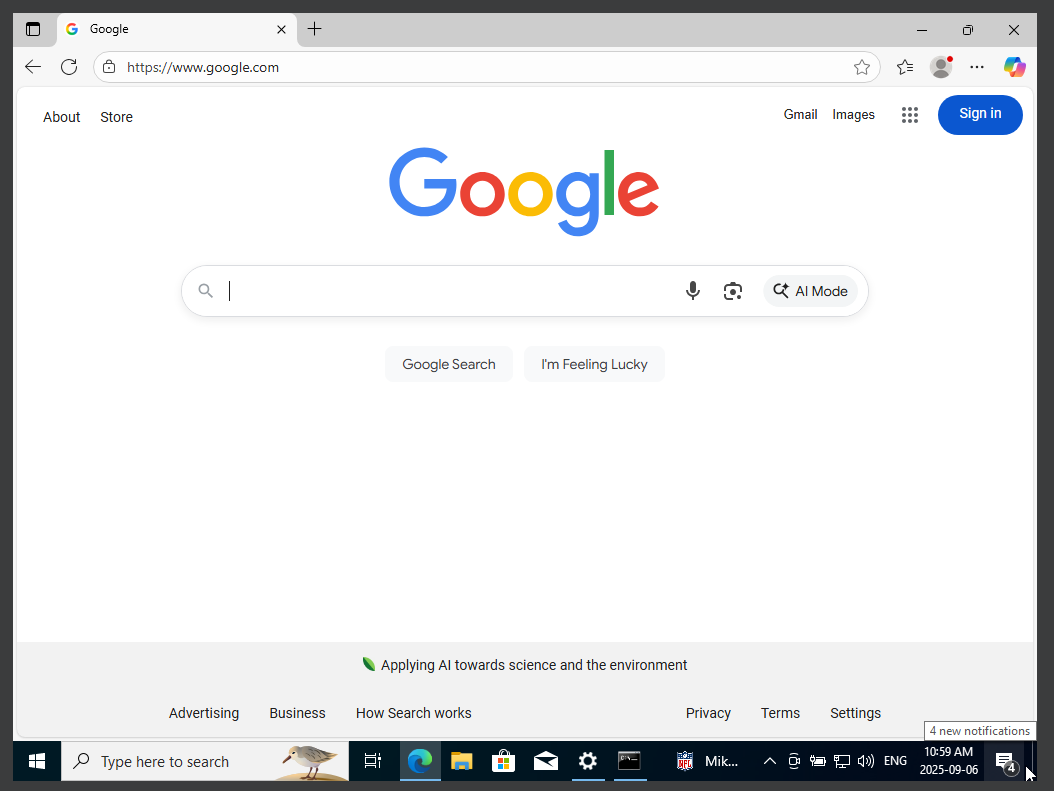 Google
https://www.google.com
About Store Gmail Images Sign in
Google
AI Mode
Google Search I'm Feeling Lucky
Applying AI towards science and the environment
Advertising Business How Search works Privacy Terms Settings
4 new notifications
Type here to search
NFL
Mik...
ENG
10:59 AM
2025-09-06
4